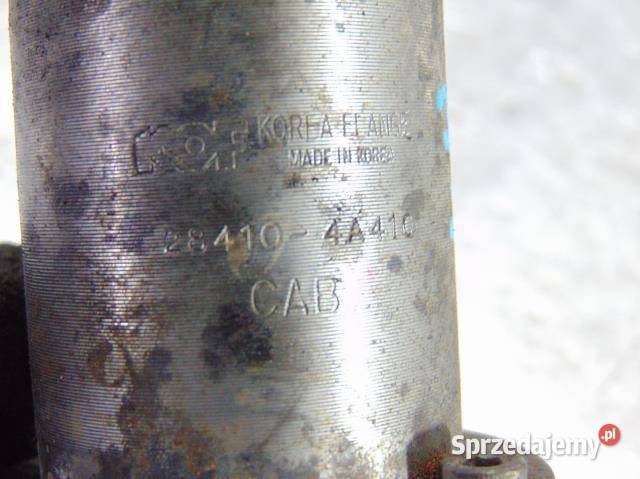 KOREA FLANGE
MADE IN KOREA
28410-4A410
CAB
Sprzedajemy.pl